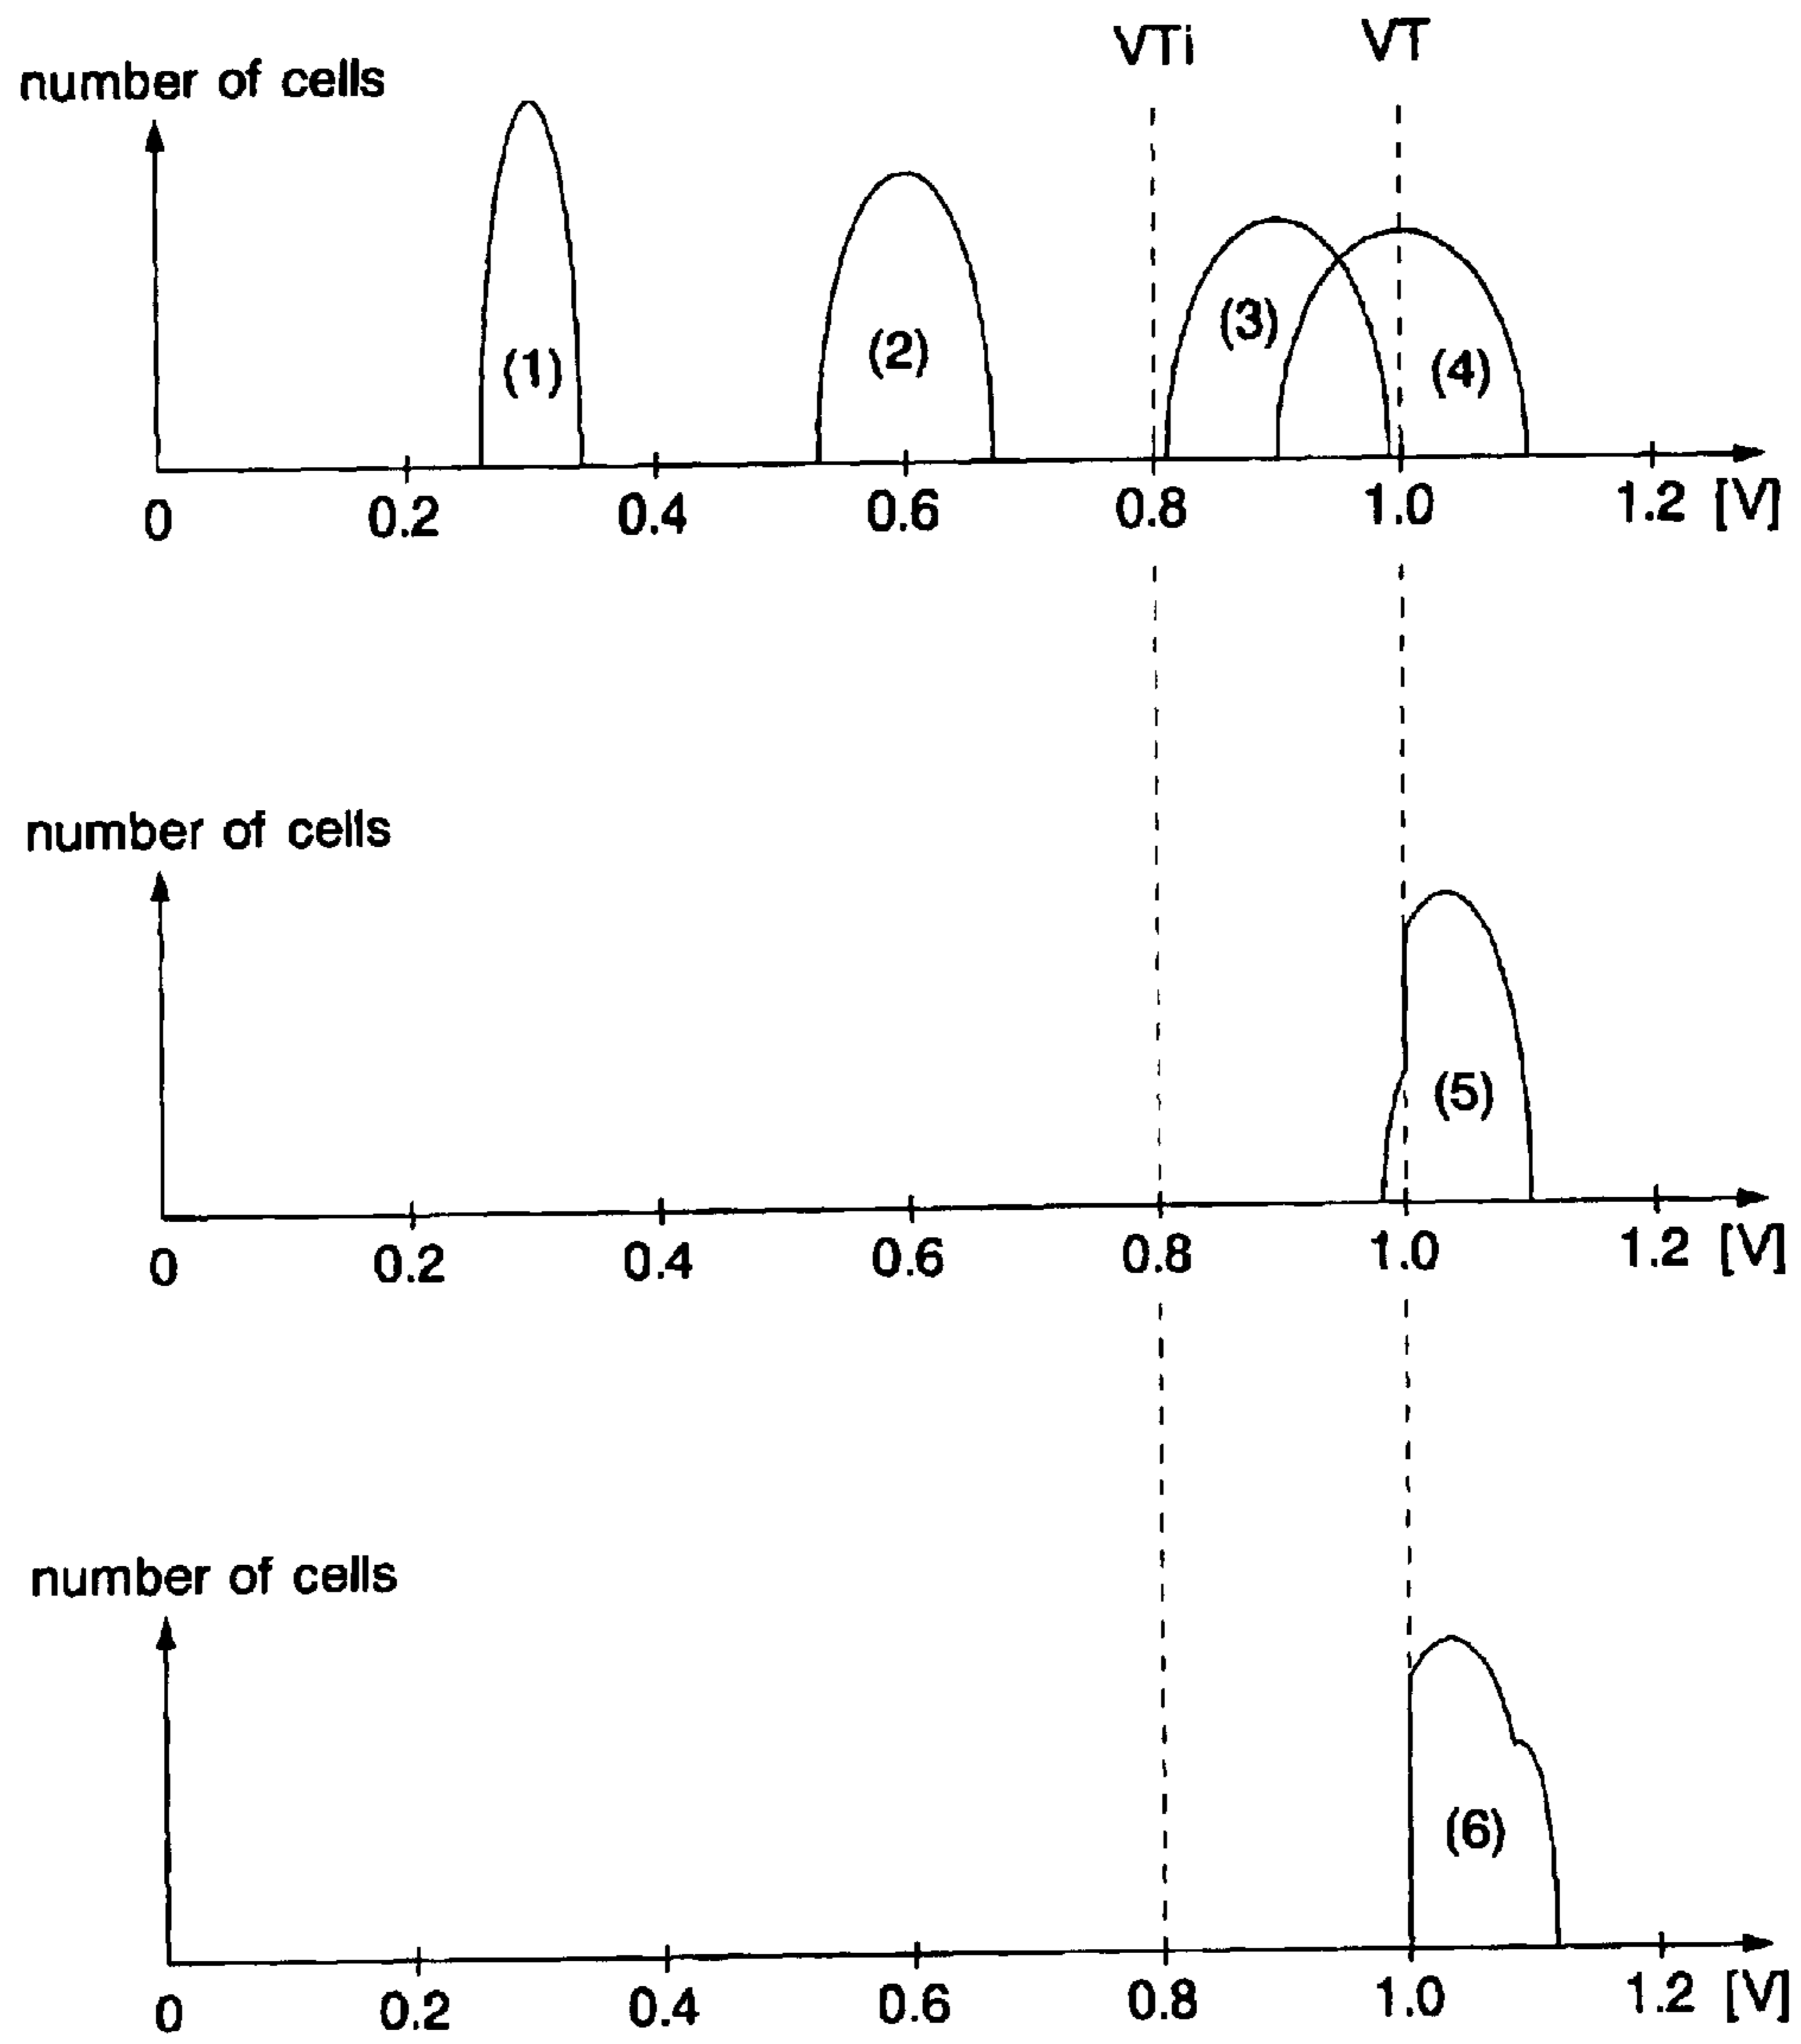 VTi VT
number of cells
(1) (2) (3) (4)
0 0.2 0.4 0.6 0.8 1.0 1.2 [V]
number of cells
(5)
0 0.2 0.4 0.6 0.8 1.0 1.2 [V]
number of cells
(6)
0 0.2 0.4 0.6 0.8 1.0 1.2 [V]